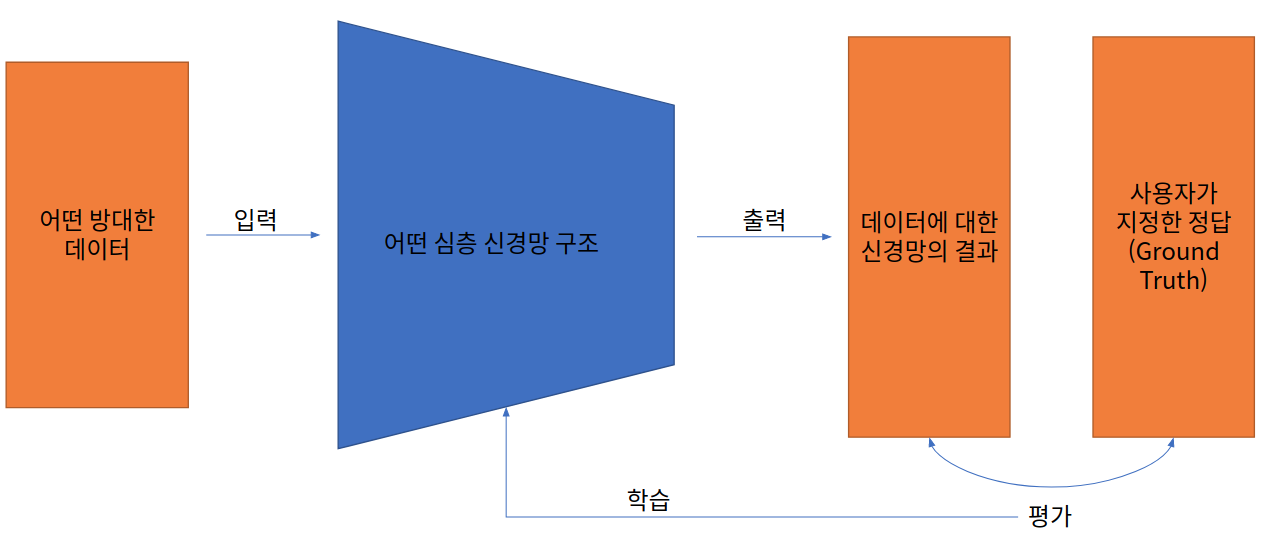 어떤 방대한
데이터
입력
어떤 심층 신경망 구조
출력
데이터에 대한
신경망의 결과
사용자가
지정한 정답
(Ground
Truth)
학습
평가